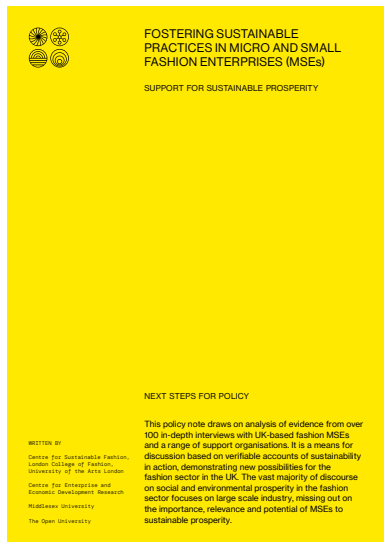 FOSTERING SUSTAINABLE
PRACTICES IN MICRO AND SMALL
FASHION ENTERPRISES (MSEs)
SUPPORT FOR SUSTAINABLE PROSPERITY
NEXT STEPS FOR POLICY
This policy note draws on analysis of evidence from over
100 in-depth interviews with UK-based fashion MSEs
and a range of support organisations. It is a means for
discussion based on verifiable accounts of sustainability
in action, demonstrating new possibilities for the
fashion sector in the UK. The vast majority of discourse
on social and environmental prosperity in the fashion
sector focuses on large scale industry, missing out on
the importance, relevance and potential of MSEs to
sustainable prosperity.
WRITTEN BY
Centre for Sustainable Fashion,
London College of Fashion,
University of the Arts London
Centre for Enterprise and
Economic Development Research
Middlesex University
The Open University